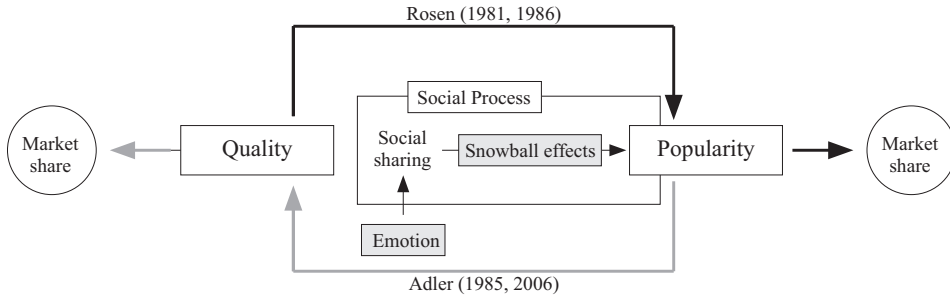 Rosen (1981, 1986)
Social Process
Market
share
Quality
Social
sharing
Snowball effects
Popularity
Market
share
Emotion
Adler (1985, 2006)